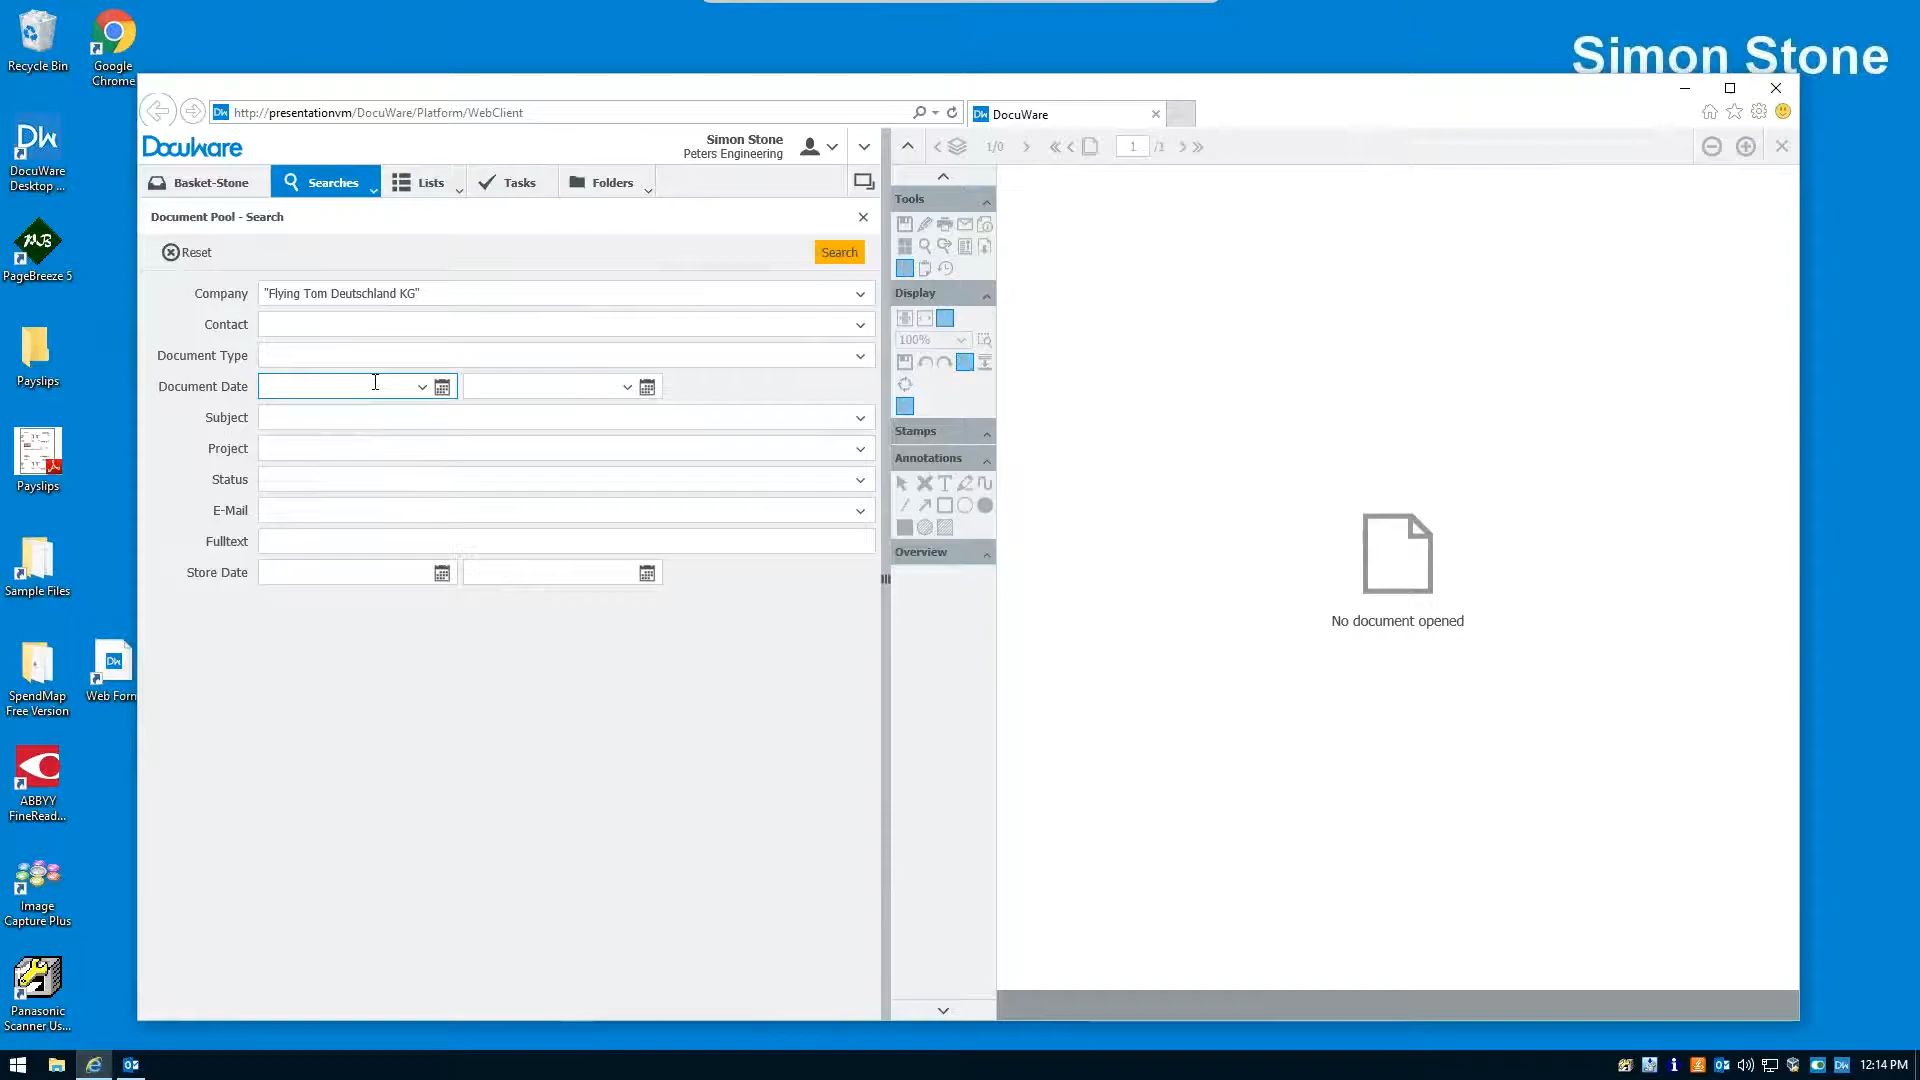 Simon Stone
Recycle Bin
Google
Chrome
DocuWare
Desktop ...
PageBreeze 5
Payslips
Payslips
Sample Files
SpendMap
Free Version
Web Forn
ABBYY
FineRead...
Image
Capture Plus
Panasonic
Scanner Us...
http://presentationvm/DocuWare/Platform/WebClient
DocuWare
DocuWare
Simon Stone
Peters Engineering
1/0
1
/1
Basket-Stone
Searches
Lists
Tasks
Folders
Document Pool - Search
Reset
Search
Company
"Flying Tom Deutschland KG"
Contact
Document Type
Document Date
Subject
Project
Status
E-Mail
Fulltext
Store Date
Tools
Display
100%
Stamps
Annotations
Overview
No document opened
12:14 PM